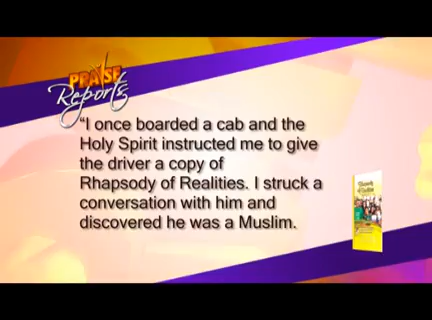 PRAISE
Reports
"I once boarded a cab and the
Holy Spirit instructed me to give
the driver a copy of
Rhapsody of Realities. I struck a
conversation with him and
discovered he was a Muslim.